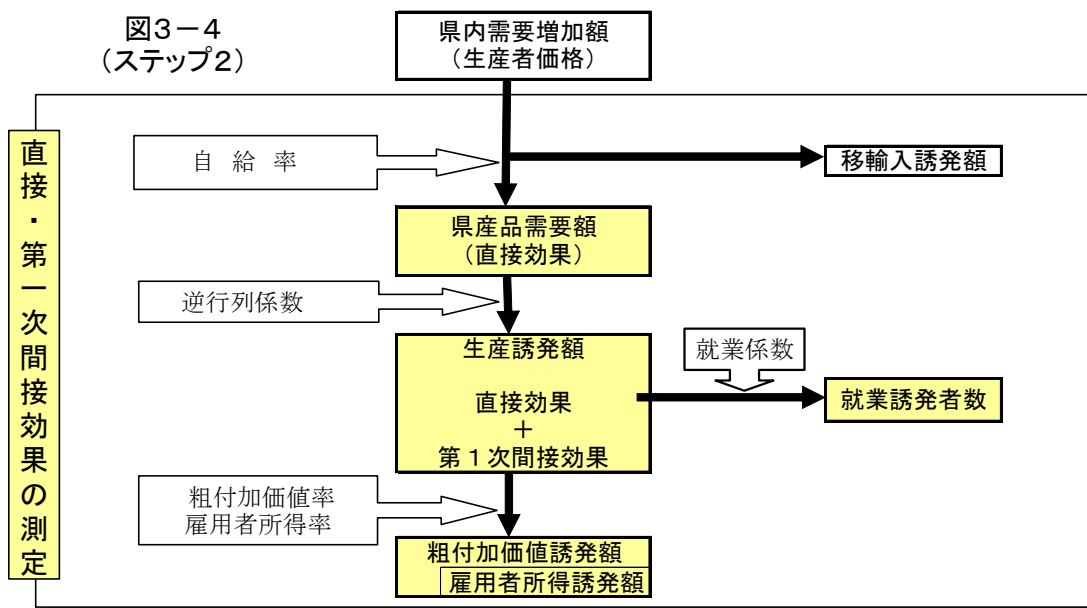 図3-4
（ステップ2）
県内需要増加額
（生産者価格）
直接・第一次間接効果の測定
自　給　率
移輸入誘発額
県産品需要額
（直接効果）
逆行列係数
生産誘発額
直接効果
＋
第１次間接効果
就業係数
就業誘発者数
粗付加価値率
雇用者所得率
粗付加価値誘発額
雇用者所得誘発額